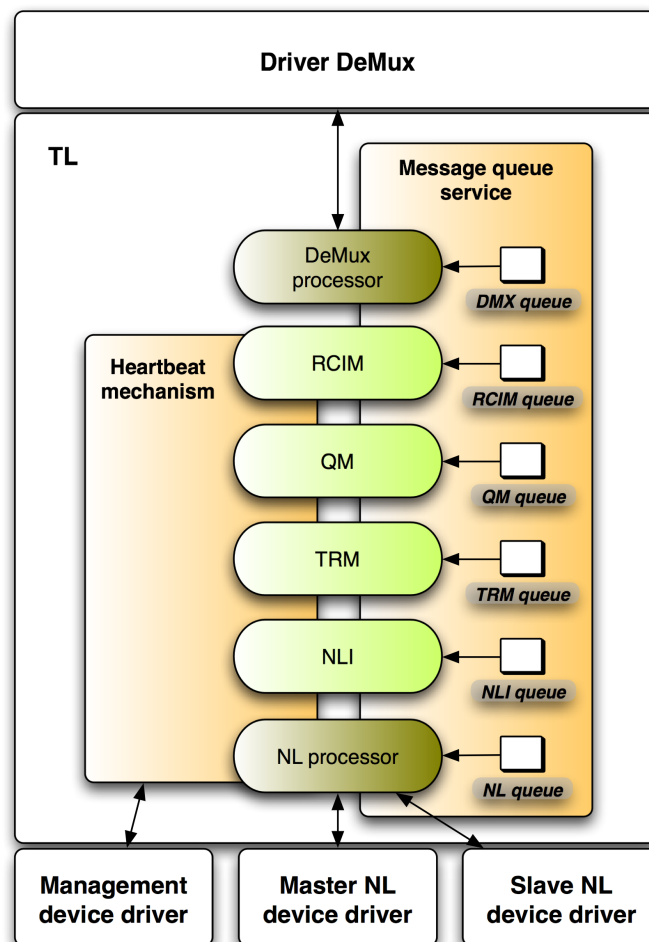 Driver DeMux
TL
Message queue
service
DeMux
processor
DMX queue
Heartbeat
mechanism
RCIM
RCIM queue
QM
QM queue
TRM
TRM queue
NLI
NLI queue
NL processor
NL queue
Management
device driver
Master NL
device driver
Slave NL
device driver